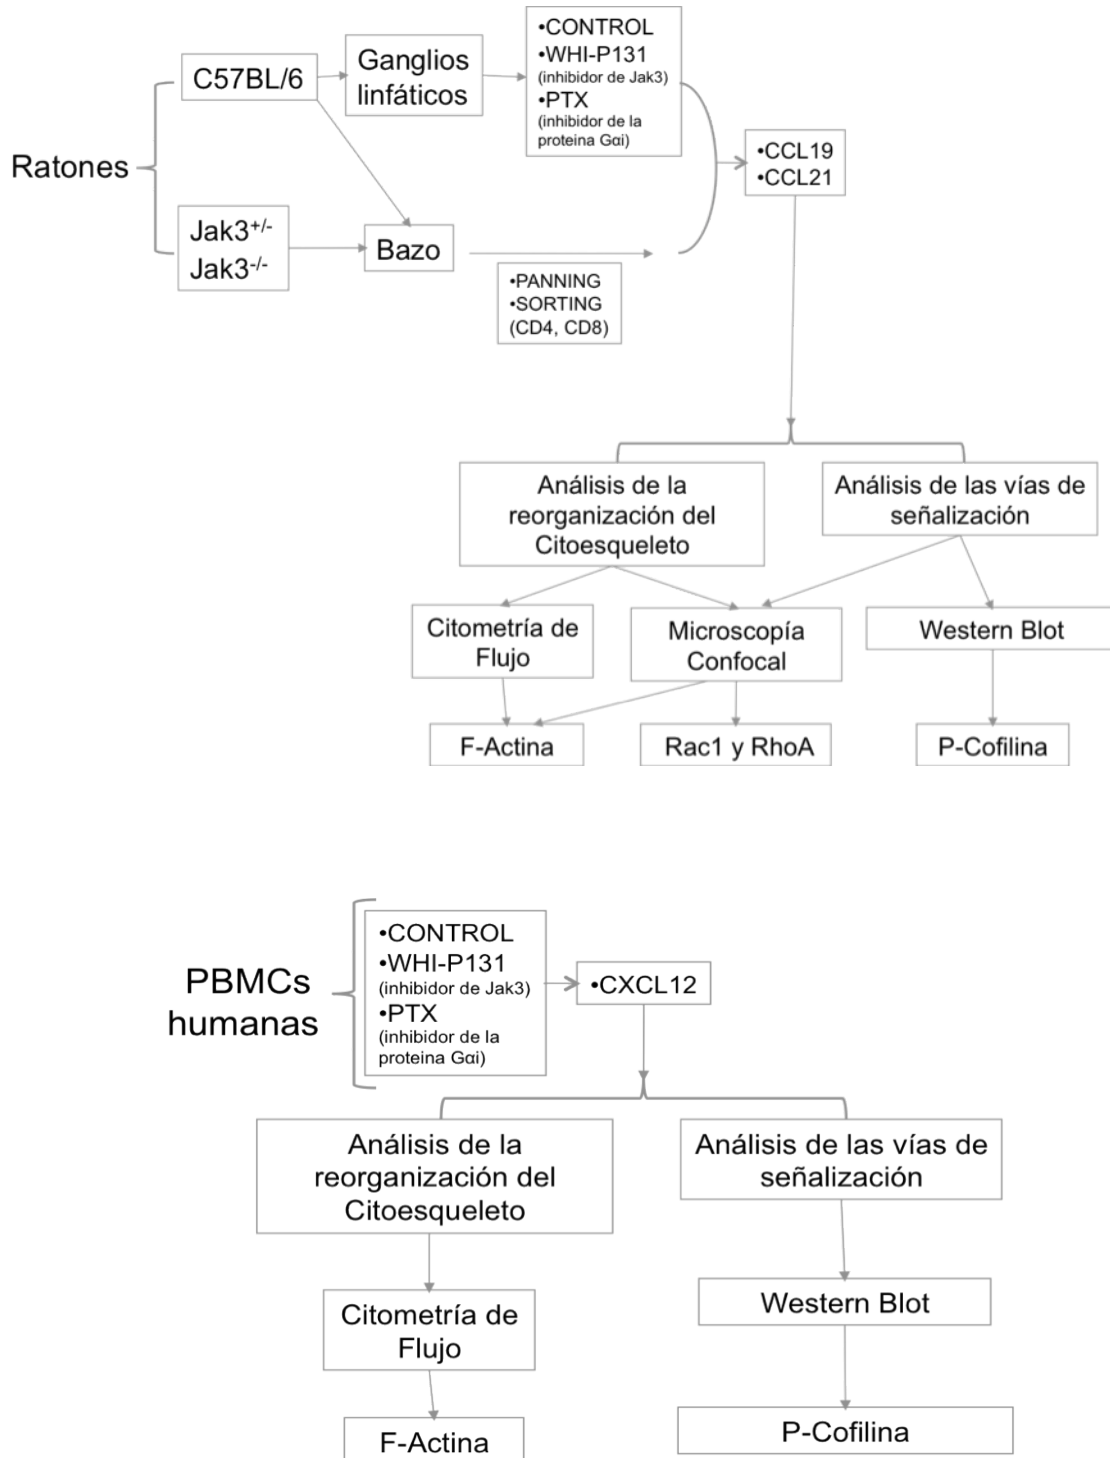 Ratones
C57BL/6
Ganglios
linfáticos
•CONTROL
•WHI-P131
(inhibidor de Jak3)
•PTX
(inhibidor de la
proteina Gαi)
Jak3+/-
Jak3-/-
Bazo
•PANNING
•SORTING
(CD4, CD8)
•CCL19
•CCL21
Análisis de la
reorganización del
Citoesqueleto
Análisis de las vías de
señalización
Citometría de
Flujo
Microscopía
Confocal
Western Blot
F-Actina
Rac1 y RhoA
P-Cofilina
PBMCs
humanas
•CONTROL
•WHI-P131
(inhibidor de Jak3)
•PTX
(inhibidor de la
proteina Gαi)
•CXCL12
Análisis de la
reorganización del
Citoesqueleto
Análisis de las vías de
señalización
Citometría de
Flujo
Western Blot
F-Actina
P-Cofilina